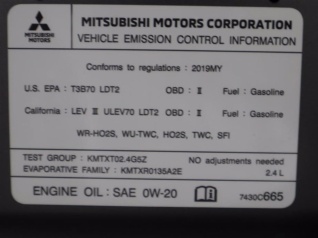 MITSUBISHI MOTORS
MITSUBISHI MOTORS CORPORATION
VEHICLE EMISSION CONTROL INFORMATION
Conforms to regulations : 2019MY
U.S. EPA : T3B70 LDT2 OBD : II Fuel : Gasoline
California : LEV III ULEV70 LDT2 OBD : II Fuel : Gasoline
WR-HO2S, WU-TWC, HO2S, TWC, SFI
TEST GROUP : KMTXT02.4G5Z NO adjustments needed
EVAPORATIVE FAMILY : KMTXR0135A2E 2.4 L
ENGINE OIL : SAE 0W-20 7430C665